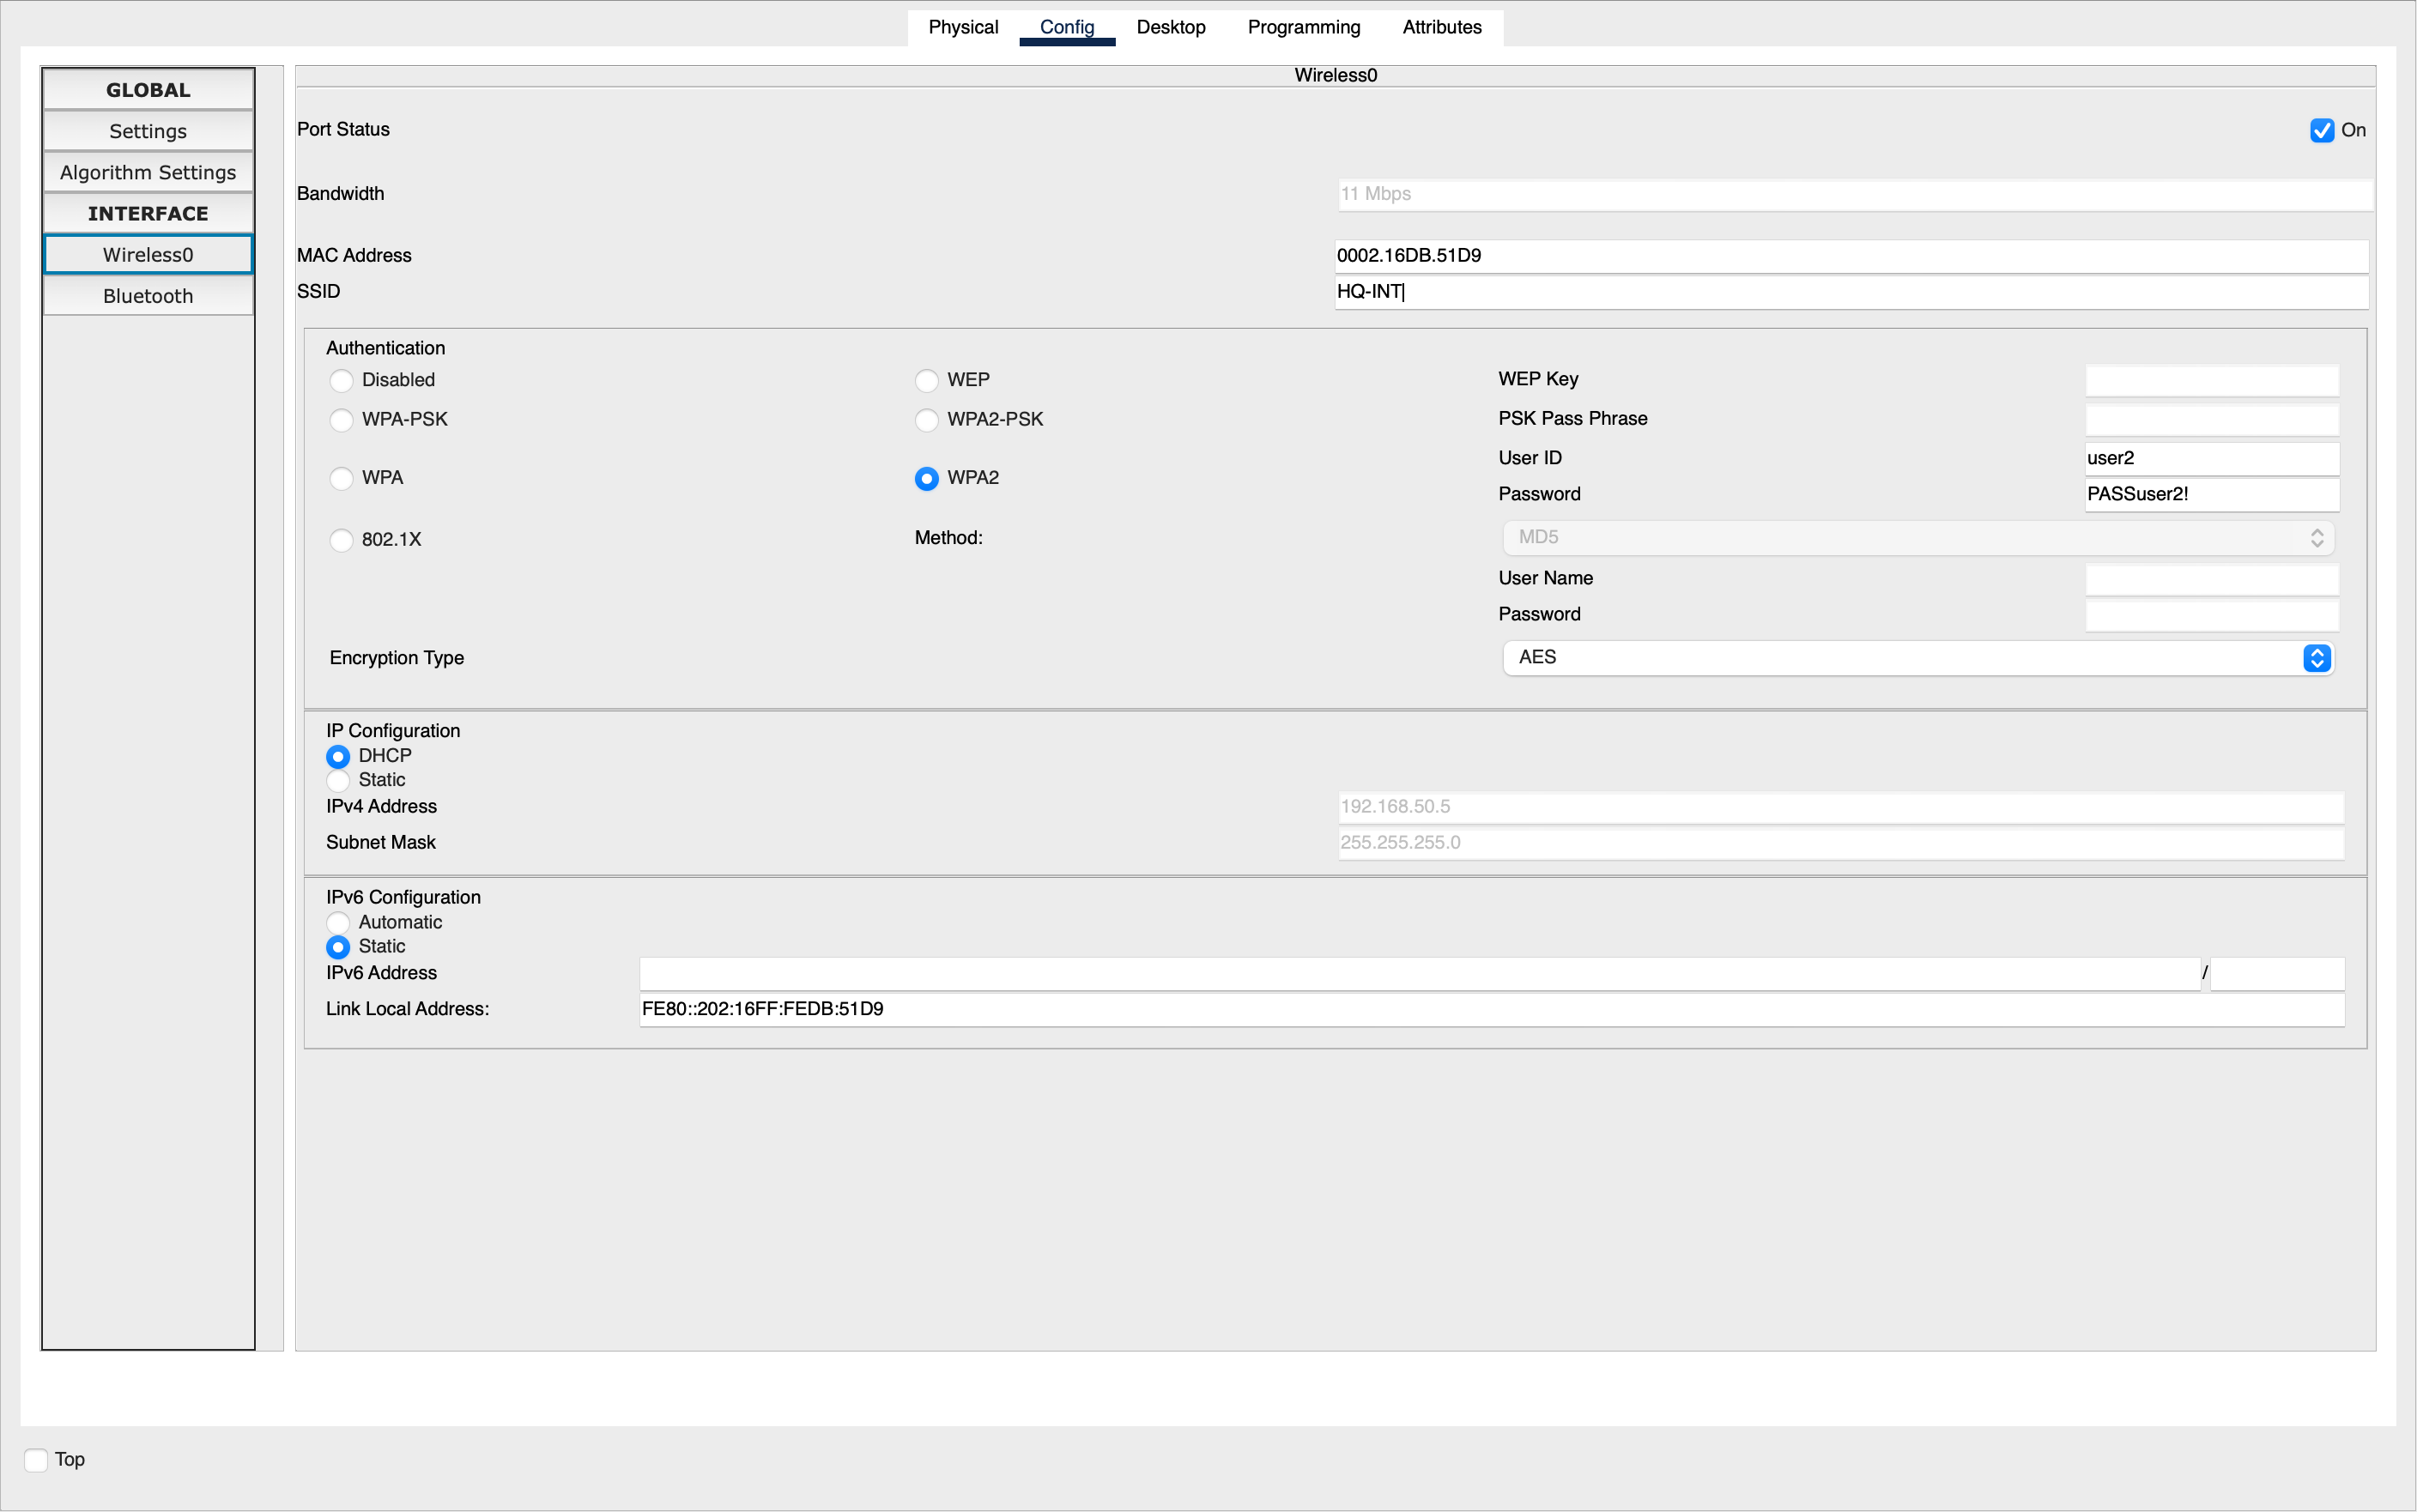 Physical Config Desktop Programming Attributes
GLOBAL
Settings
Algorithm Settings
INTERFACE
Wireless0
Bluetooth
Wireless0
Port Status On
Bandwidth 11 Mbps
MAC Address 0002.16DB.51D9
SSID HQ-INT
Authentication
Disabled WEP WEP Key
WPA-PSK WPA2-PSK PSK Pass Phrase
User ID user2
WPA WPA2
Password PASSuser2!
802.1X Method: MD5
User Name
Password
Encryption Type AES
IP Configuration
DHCP
Static
IPv4 Address 192.168.50.5
Subnet Mask 255.255.255.0
IPv6 Configuration
Automatic
Static
IPv6 Address /
Link Local Address: FE80::202:16FF:FEDB:51D9
Top